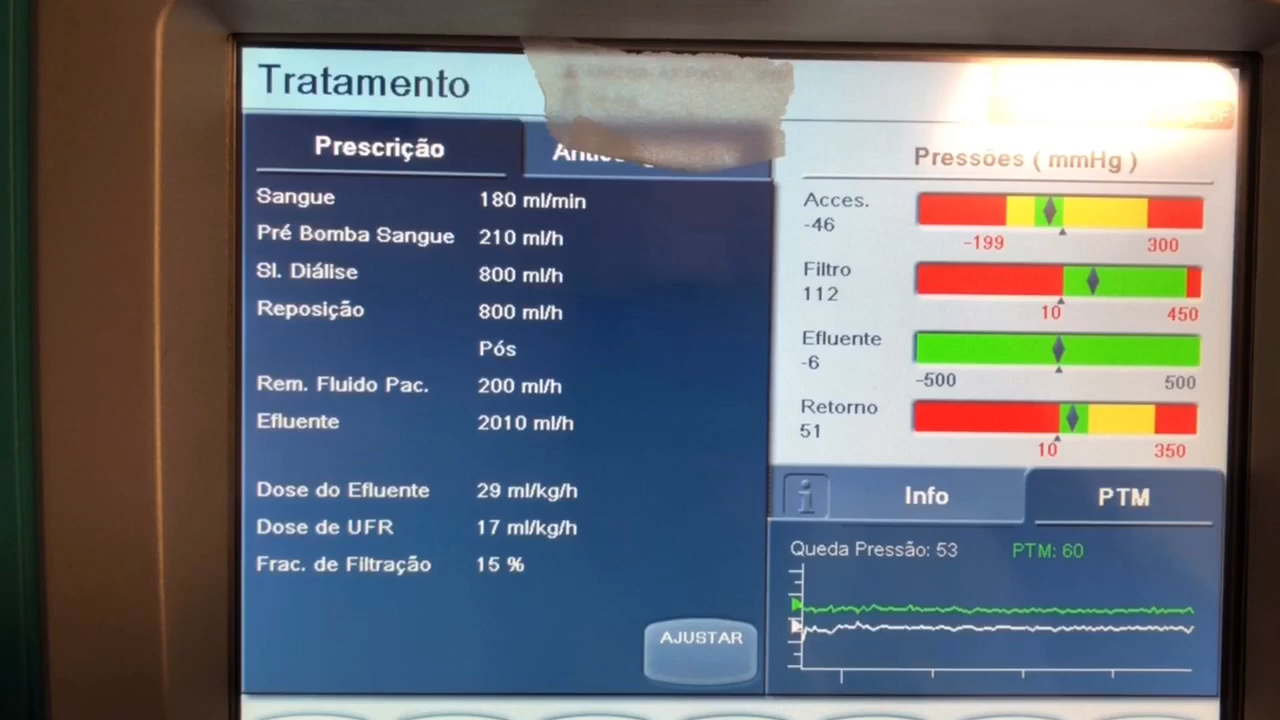 Tratamento
Prescrição
Sangue 180 ml/min
Pré Bomba Sangue 210 ml/h
Sl. Diálise 800 ml/h
Reposição 800 ml/h
Pós
Rem. Fluido Pac. 200 ml/h
Efluente 2010 ml/h
Dose do Efluente 29 ml/kg/h
Dose de UFR 17 ml/kg/h
Frac. de Filtração 15 %
AJUSTAR
Pressões ( mmHg )
Acces.
-46
-199 300
Filtro
112
10 450
Efluente
-6
-500 500
Retorno
51
10 350
i Info PTM
Queda Pressão: 53 PTM: 60